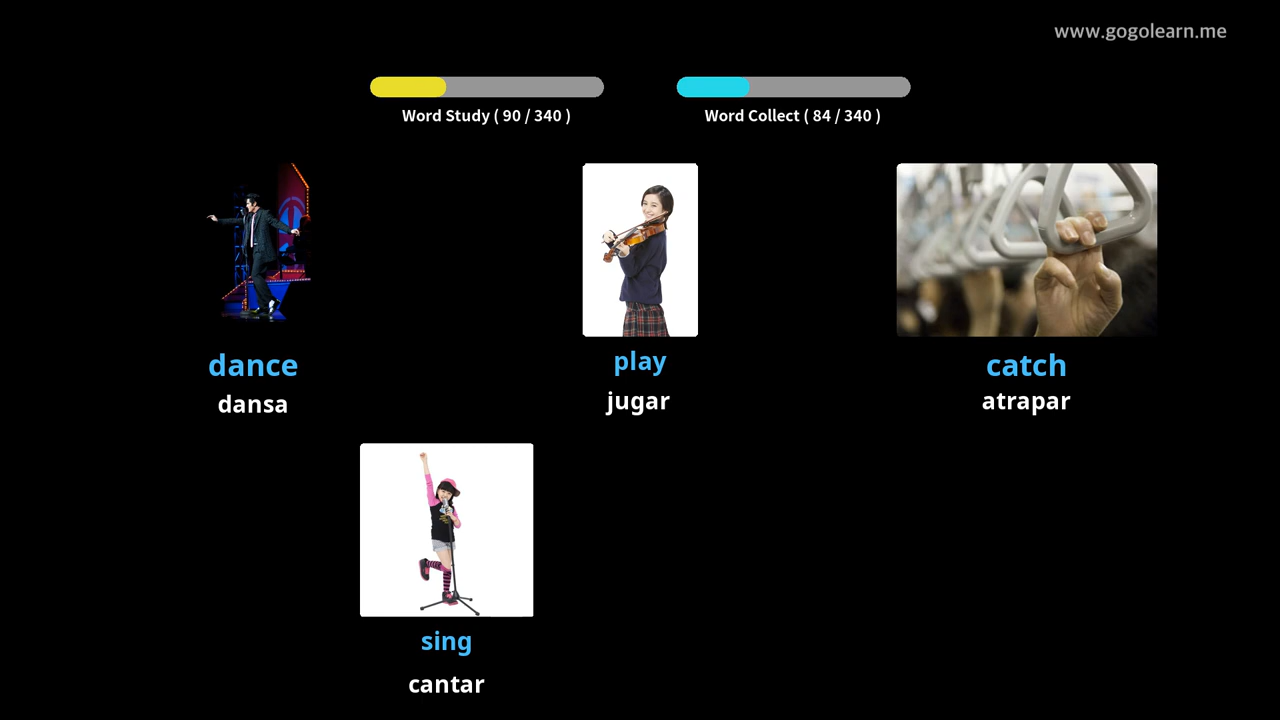 www.gogolearn.me
Word Study ( 90 / 340 )
Word Collect ( 84 / 340 )
dance
dansa
play
jugar
catch
atrapar
sing
cantar